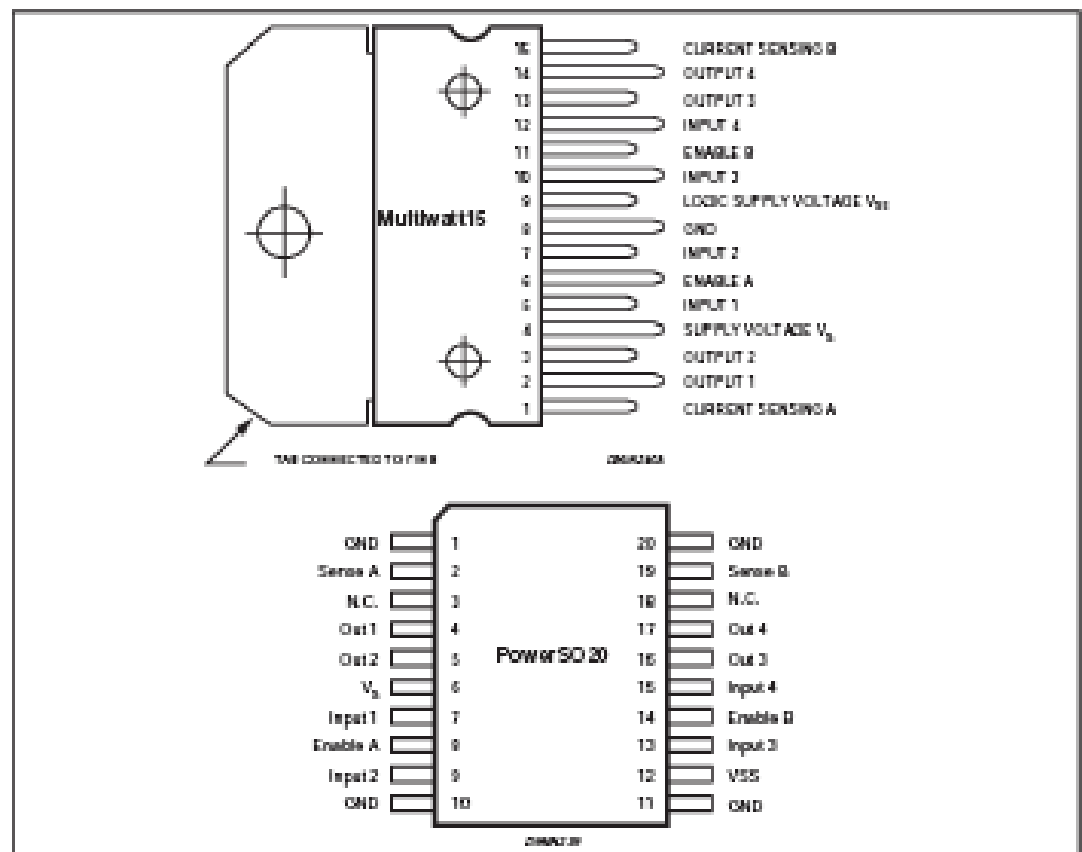 15 CURRENT SENSING B
14 OUTPUT 4
13 OUTPUT 3
12 INPUT 4
11 ENABLE B
10 INPUT 3
9 LOGIC SUPPLY VOLTAGE VSS
8 GND
7 INPUT 2
6 ENABLE A
5 INPUT 1
4 SUPPLY VOLTAGE VS
3 OUTPUT 2
2 OUTPUT 1
1 CURRENT SENSING A
Multiwatt15
TAB CONNECTED TO PIN 8
GND 1 20 GND
Sense A 2 19 Sense B
N.C. 3 18 N.C.
Out 1 4 17 Out 4
Out 2 5 16 Out 3
VS 6 15 Input 4
Input 1 7 14 Enable B
Enable A 8 13 Input 3
Input 2 9 12 VSS
GND 10 11 GND
PowerSO20